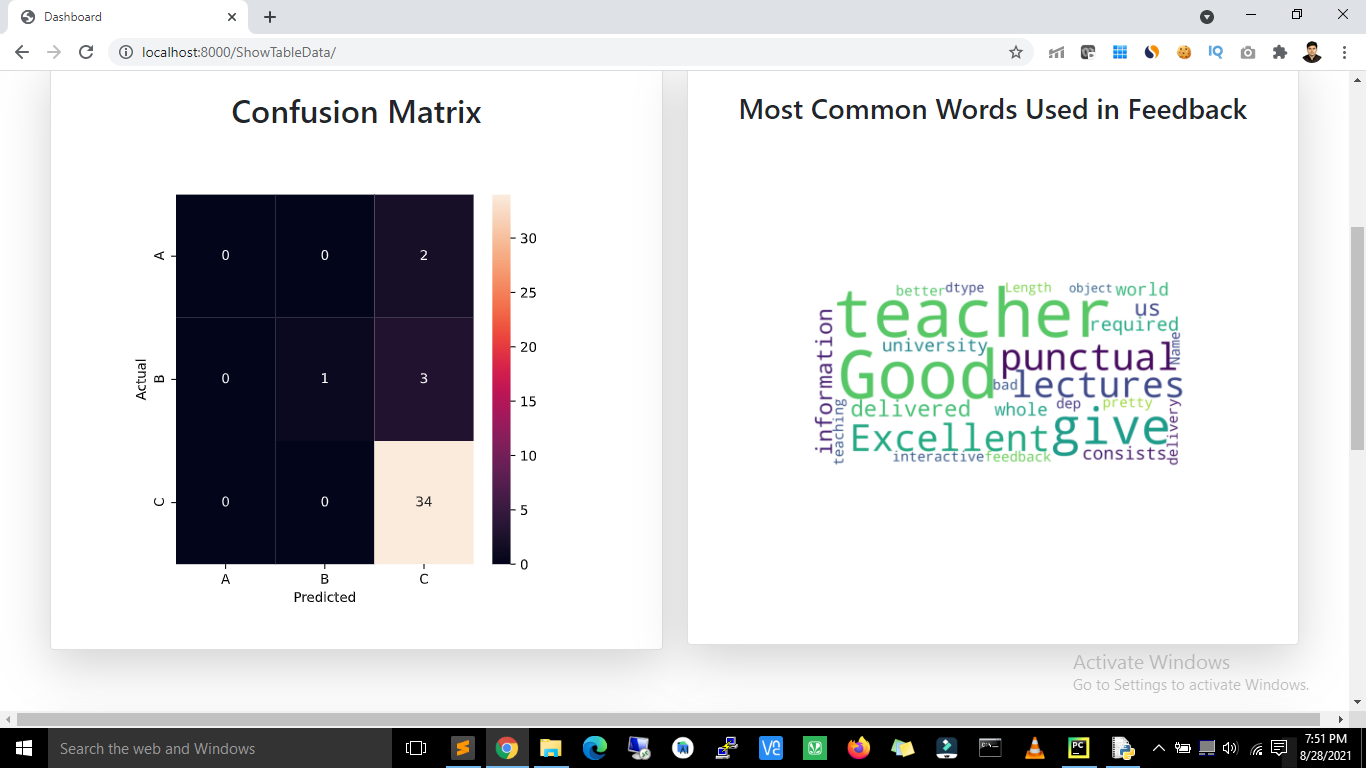 Dashboard
localhost:8000/ShowTableData/
IQ
Confusion Matrix
0 0 2
0 1 3
0 0 34
A
B
C
Actual
A B C
Predicted
30
25
20
15
10
5
0
Most Common Words Used in Feedback
better dtype Length object world
teacher us
required
information
university
Name
Good punctual
bad lectures
delivered whole dep pretty
teaching
Excellent give
delivery
interactive feedback consists
Activate Windows
Go to Settings to activate Windows.
Search the web and Windows
PC
7:51 PM
8/28/2021